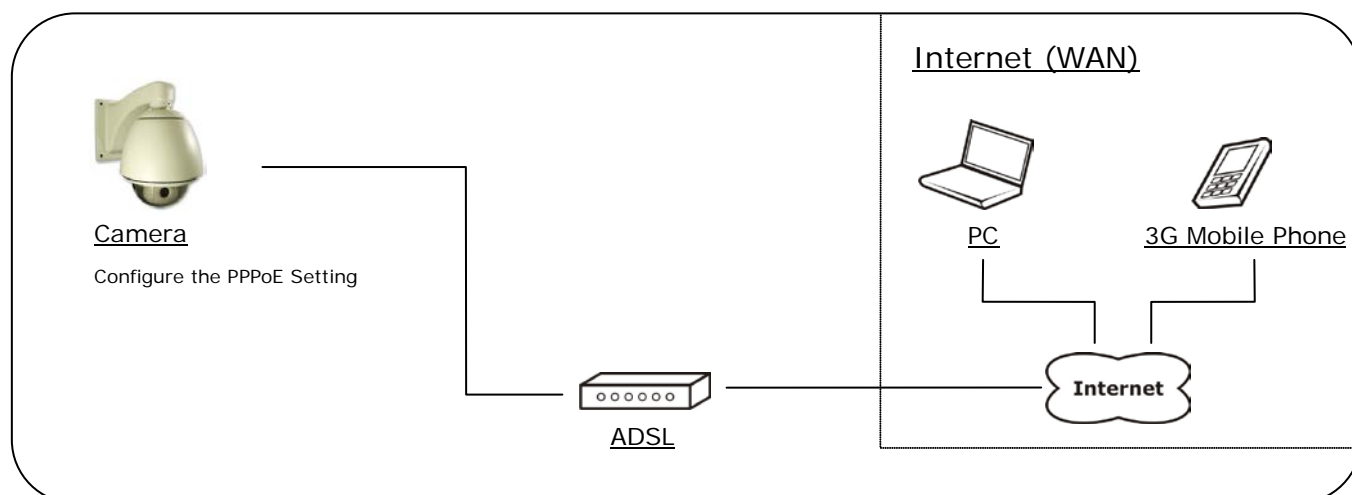 Internet (WAN)
Camera
Configure the PPPoE Setting
PC
3G Mobile Phone
Internet
ADSL